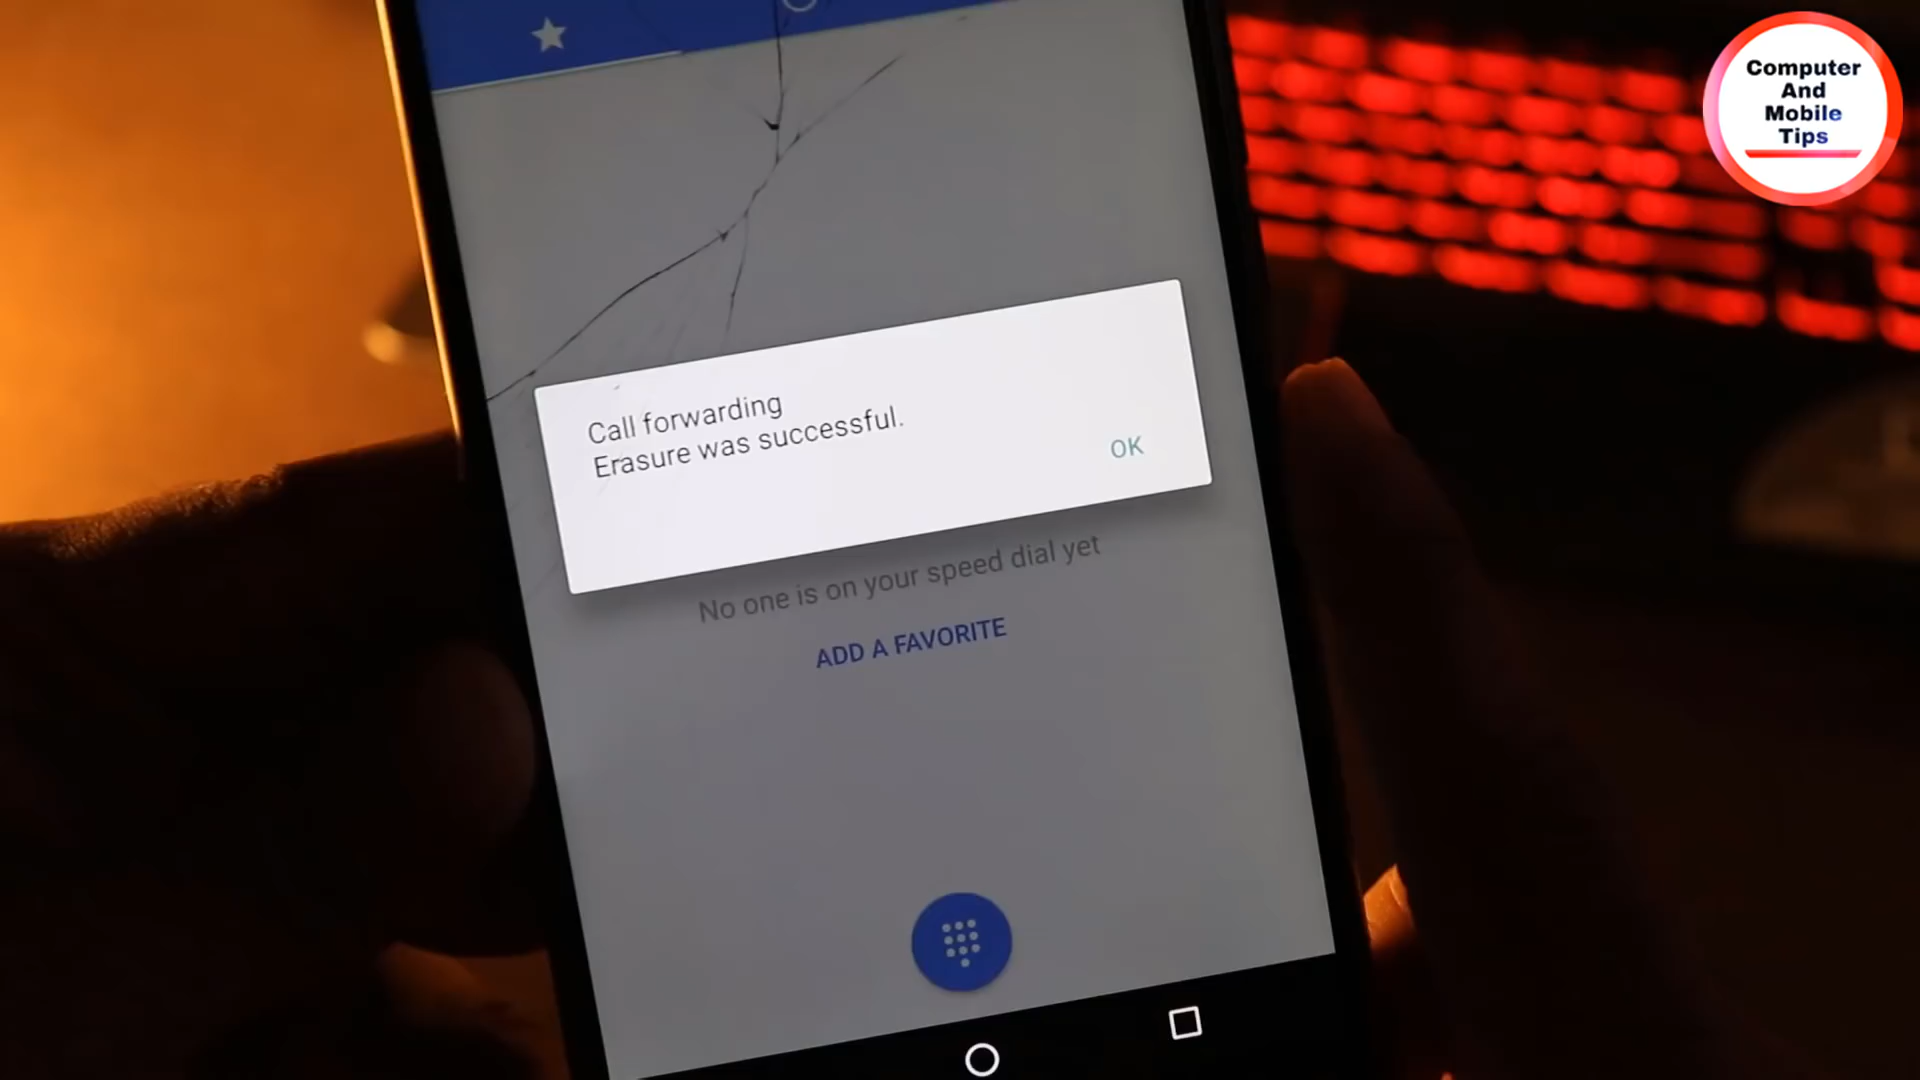 Computer
And
Mobile
Tips
Call forwarding
Erasure was successful.
OK
No one is on your speed dial yet
ADD A FAVORITE